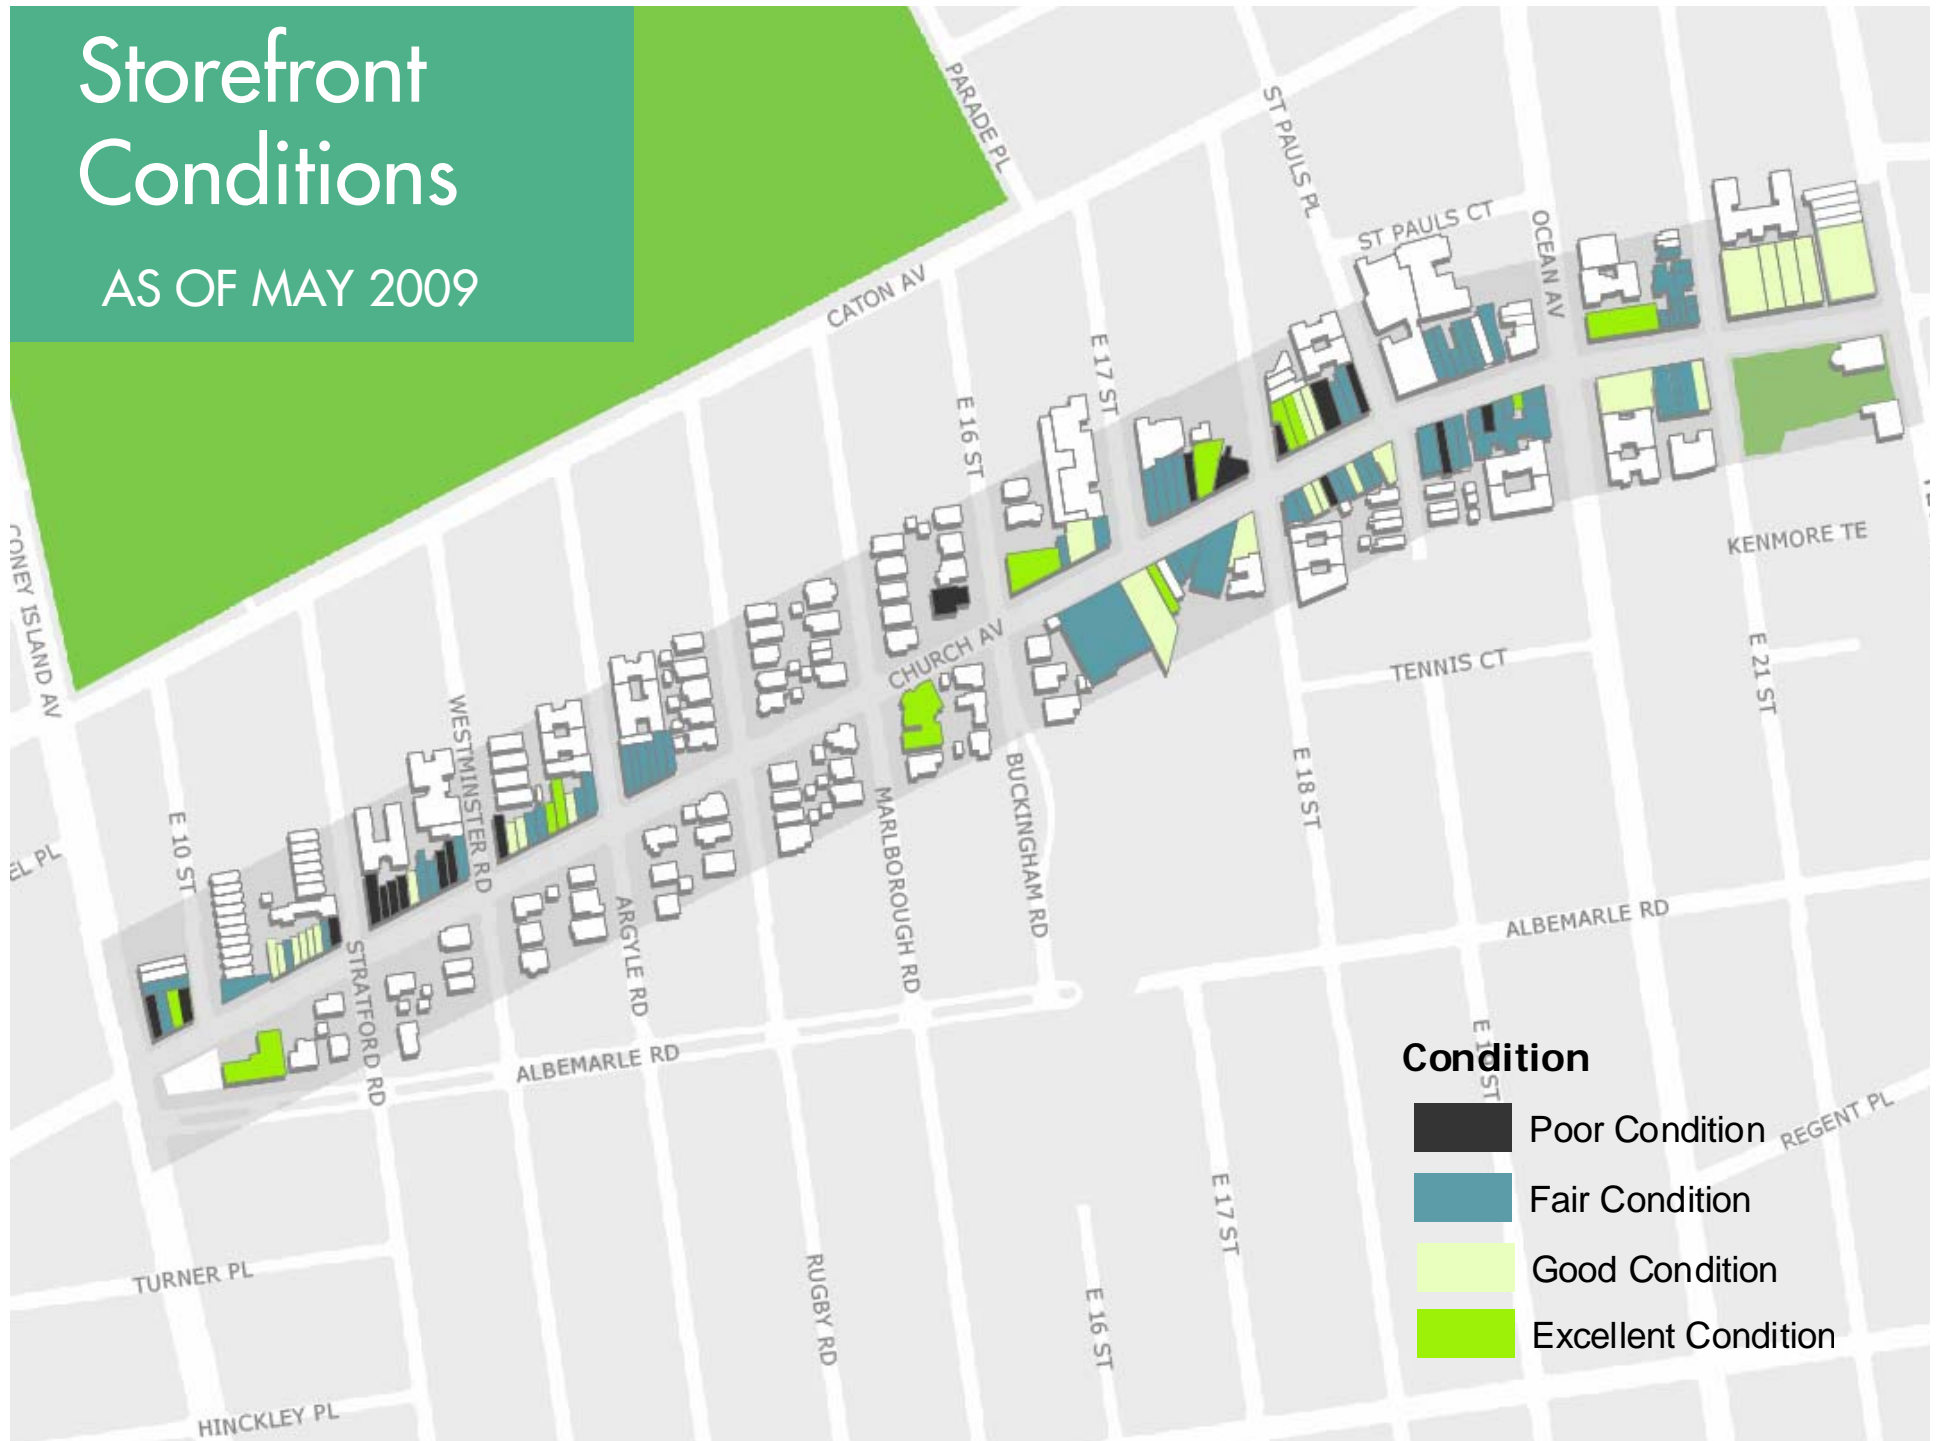 Storefront
Conditions
AS OF MAY 2009
PARADE PL
ST PAULS PL
ST PAULS CT
OCEAN AV
CATON AV
E 17 ST
E 16 ST
CONEY ISLAND AV
KENMORE TE
CHURCH AV
TENNIS CT
E 21 ST
WESTMINSTER RD
E 18 ST
BUCKINGHAM RD
MARLBOROUGH RD
E 10 ST
EL PL
ARGYLE RD
STRATFORD RD
ALBEMARLE RD
ALBEMARLE RD
Condition
Poor Condition
Fair Condition
Good Condition
Excellent Condition
REGENT PL
E 17 ST
TURNER PL
RUGBY RD
E 16 ST
HINCKLEY PL